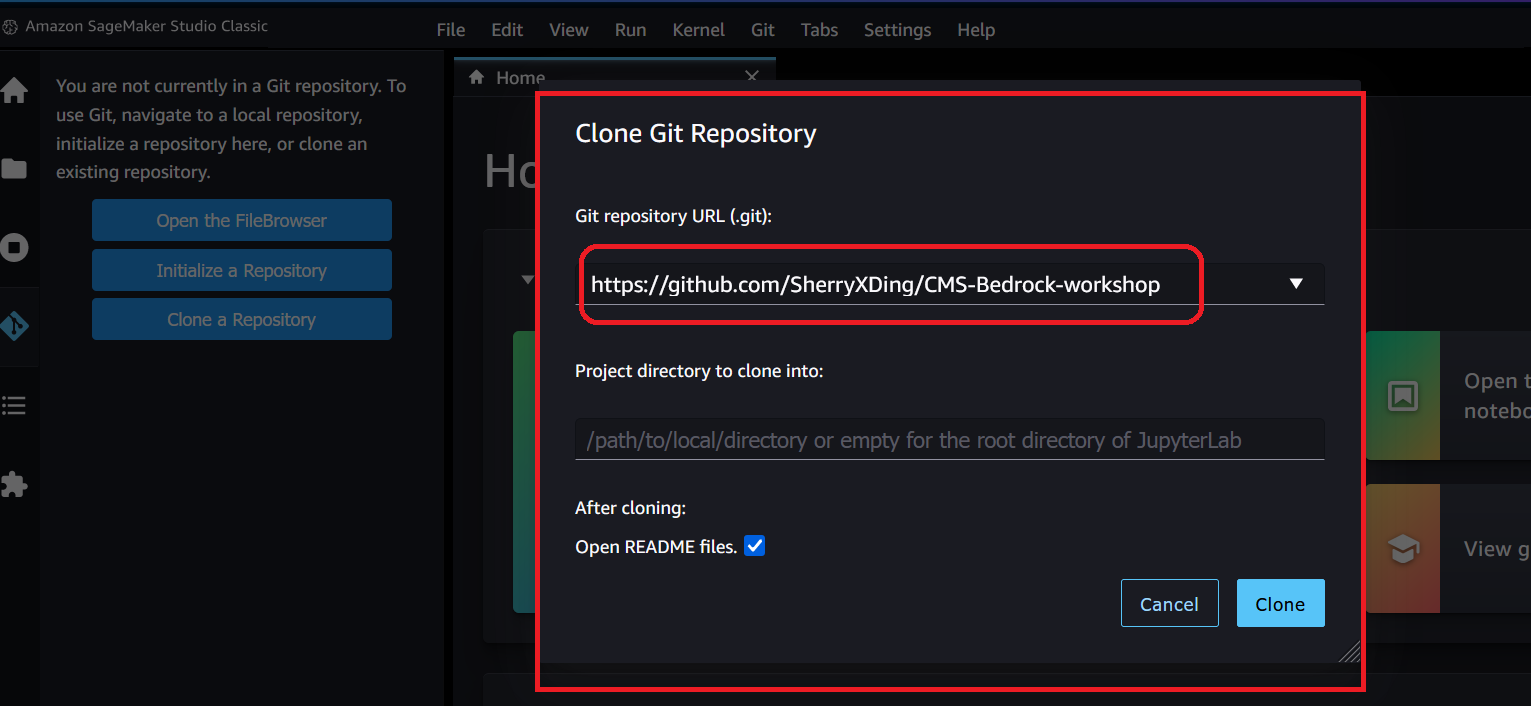 Amazon SageMaker Studio Classic
File Edit View Run Kernel Git Tabs Settings Help
You are not currently in a Git repository. To
use Git, navigate to a local repository,
initialize a repository here, or clone an
existing repository.
Open the FileBrowser
Initialize a Repository
Clone a Repository
Home
Clone Git Repository
Git repository URL (.git):
https://github.com/SherryXDing/CMS-Bedrock-workshop
Project directory to clone into:
/path/to/local/directory or empty for the root directory of JupyterLab
After cloning:
Open README files.
Cancel Clone
Open
View